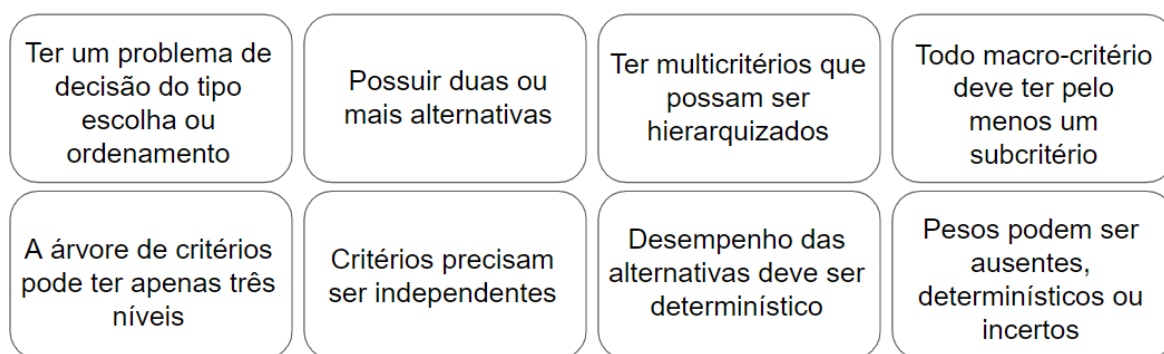 Ter um problema de
decisão do tipo
escolha ou
ordenamento
Possuir duas ou
mais alternativas
Ter multicritérios que
possam ser
hierarquizados
Todo macro-critério
deve ter pelo
menos um
subcritério
A árvore de critérios
pode ter apenas três
níveis
Critérios precisam
ser independentes
Desempenho das
alternativas deve ser
determinístico
Pesos podem ser
ausentes,
determinísticos ou
incertos